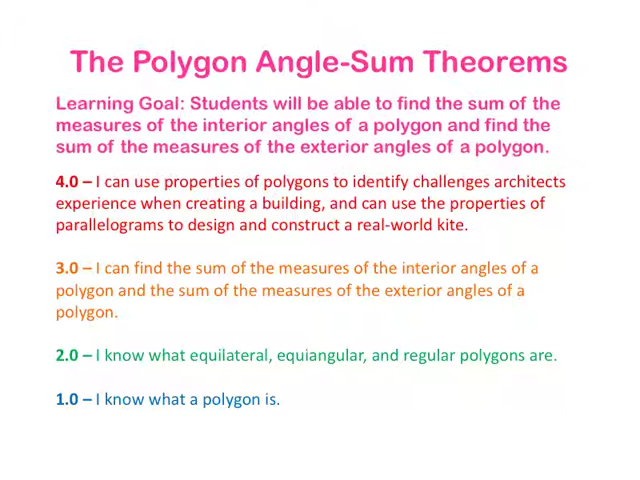 The Polygon Angle-Sum Theorems
Learning Goal: Students will be able to find the sum of the
measures of the interior angles of a polygon and find the
sum of the measures of the exterior angles of a polygon.
4.0 – I can use properties of polygons to identify challenges architects
experience when creating a building, and can use the properties of
parallelograms to design and construct a real-world kite.
3.0 – I can find the sum of the measures of the interior angles of a
polygon and the sum of the measures of the exterior angles of a
polygon.
2.0 – I know what equilateral, equiangular, and regular polygons are.
1.0 – I know what a polygon is.